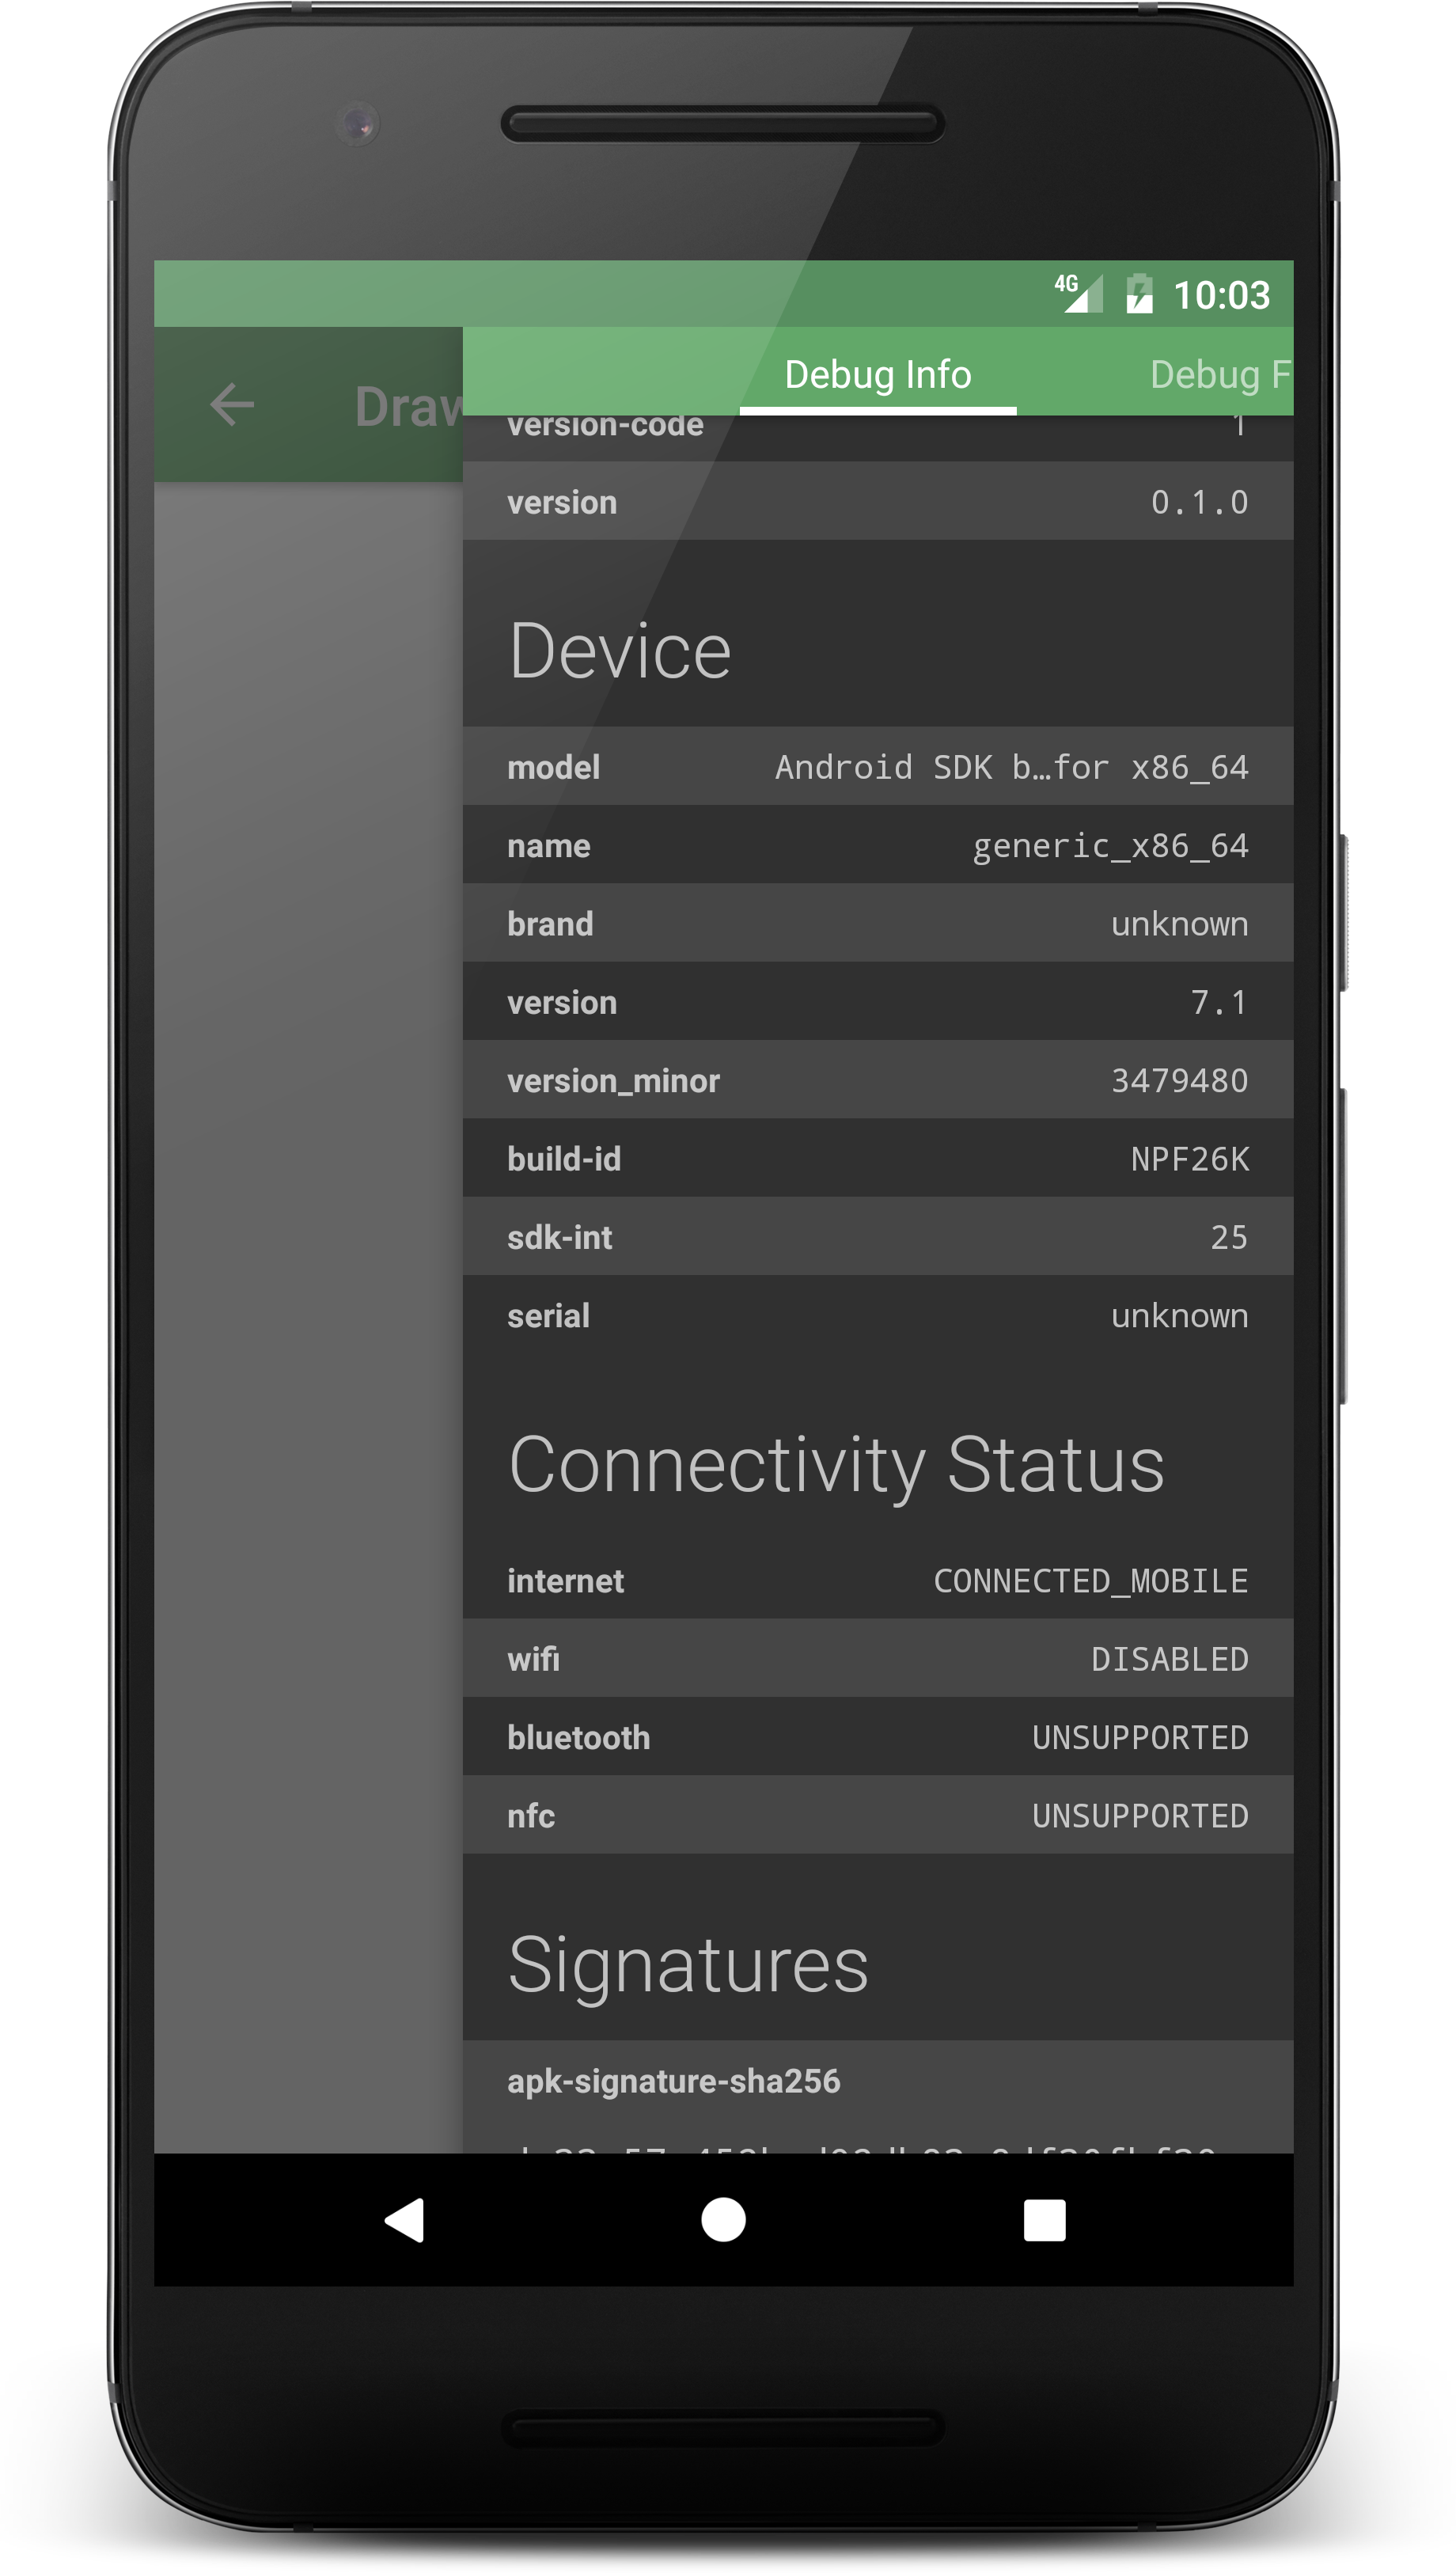 4G 10:03
Draw
Debug Info Debug F
version-code 1
version 0.1.0
Device
model Android SDK b…for x86_64
name generic_x86_64
brand unknown
version 7.1
version_minor 3479480
build-id NPF26K
sdk-int 25
serial unknown
Connectivity Status
internet CONNECTED_MOBILE
wifi DISABLED
bluetooth UNSUPPORTED
nfc UNSUPPORTED
Signatures
apk-signature-sha256